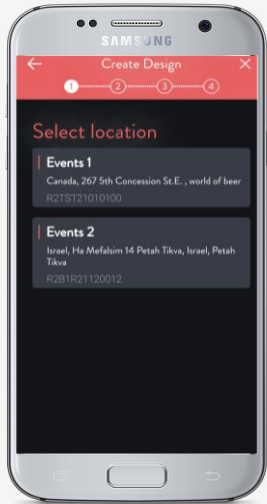 SAMSUNG
Create Design
1 2 3 4
Select location
Events 1
Canada, 267 5th Concession St.E. , world of beer
R2TST21010100
Events 2
Israel, Ha Mefalsim 14 Petah Tikva, Israel, Petah
Tikva
R2B1R21120012